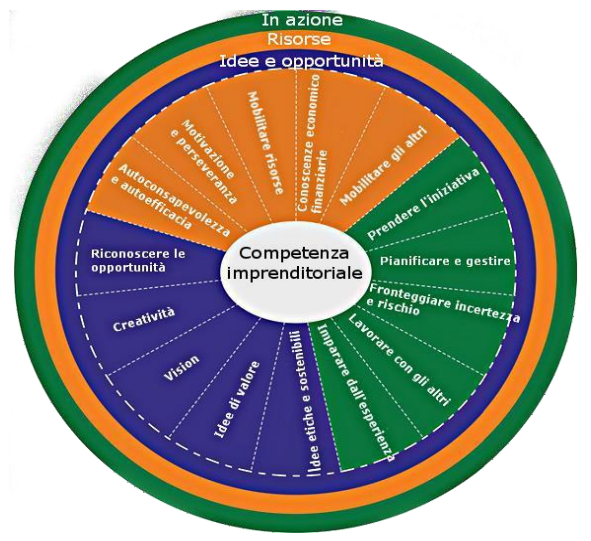 In azione
Risorse
Idee e opportunità
Autoconsapevolezza
e autoefficacia
Motivazione
e perseveranza
Mobilitare risorse
Conoscenze economico
finanziarie
Mobilitare gli altri
Prendere l'iniziativa
Pianificare e gestire
Fronteggiare incertezza
e rischio
Lavorare con gli altri
Imparare dall'esperienza
Idee etiche e sostenibili
Idee di valore
Vision
Creatività
Riconoscere le
opportunità
Competenza
imprenditoriale